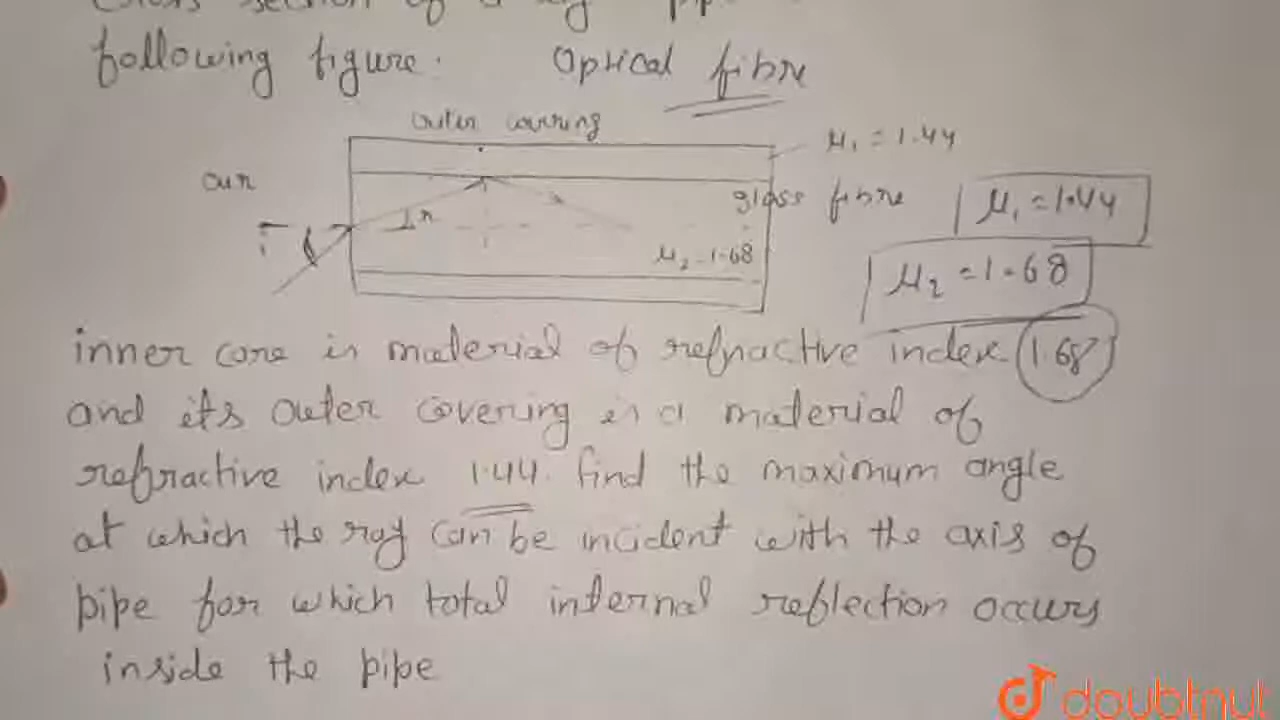 section of a pip
following figure. Optical fibre
outer covering
μ₁ = 1.44
air
glass fibre
μ₁ = 1.44
r
i
μ₂ = 1.68
μ₂ = 1.68
inner core is material of refractive index 1.68
and its outer covering is a material of
refractive index 1.44. find the maximum angle
at which the ray can be incident with the axis of
pipe for which total internal reflection occurs
inside the pipe
doubtnut